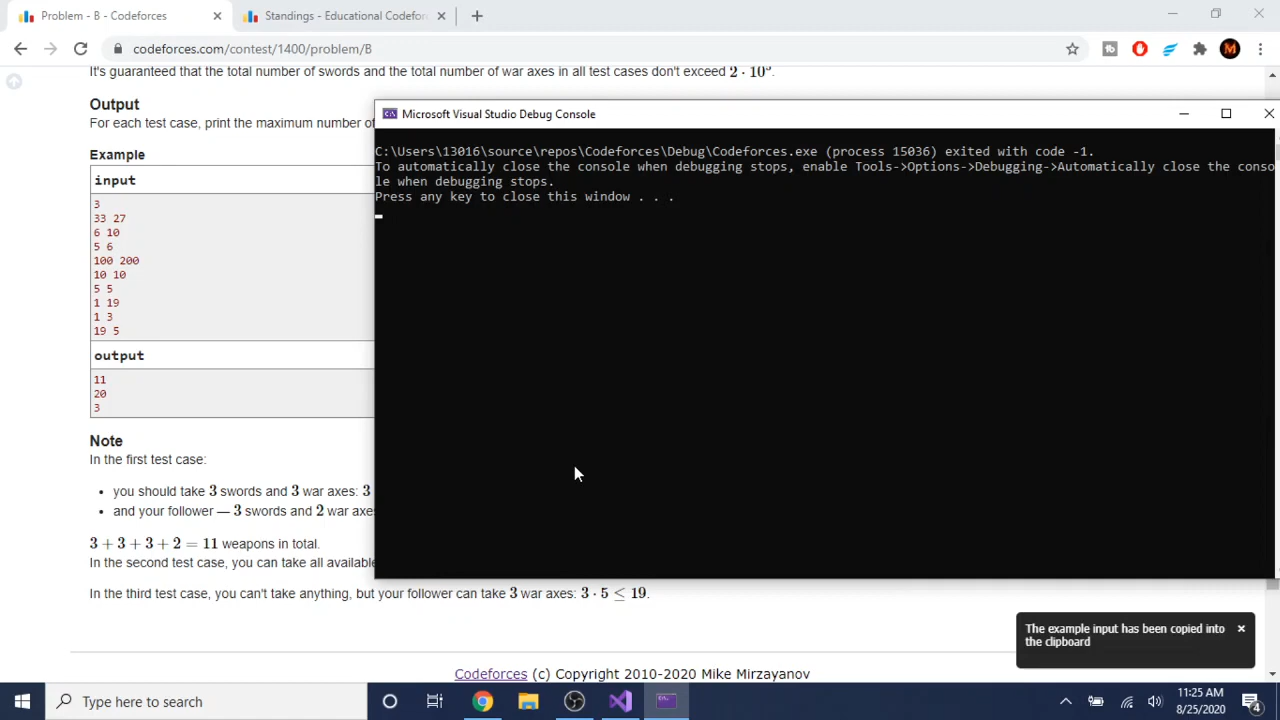 Problem - B - Codeforces
Standings - Educational Codefor
codeforces.com/contest/1400/problem/B
It's guaranteed that the total number of swords and the total number of war axes in all test cases don't exceed 2 · 10⁵.
Output
For each test case, print the maximum number of
Example
input
3
33 27
6 10
5 6
100 200
10 10
5 5
1 19
1 3
19 5
output
11
20
3
Note
In the first test case:
• you should take 3 swords and 3 war axes: 3
• and your follower — 3 swords and 2 war axes
3 + 3 + 3 + 2 = 11 weapons in total.
In the second test case, you can take all available
In the third test case, you can't take anything, but your follower can take 3 war axes: 3 · 5 ≤ 19.
Codeforces (c) Copyright 2010-2020 Mike Mirzayanov
Microsoft Visual Studio Debug Console
C:\Users\13016\source\repos\Codeforces\Debug\Codeforces.exe (process 15036) exited with code -1.
To automatically close the console when debugging stops, enable Tools->Options->Debugging->Automatically close the conso
le when debugging stops.
Press any key to close this window . . .
The example input has been copied into
the clipboard
Type here to search
11:25 AM
8/25/2020
4